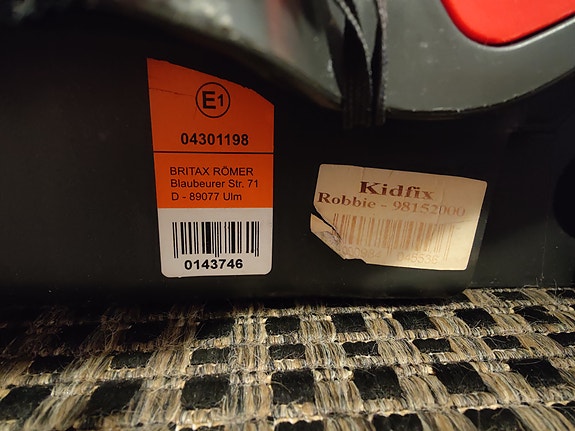 E1
04301198
BRITAX RÖMER
Blaubeurer Str. 71
D - 89077 Ulm
0143746
Kidfix
Robbie - 98152000